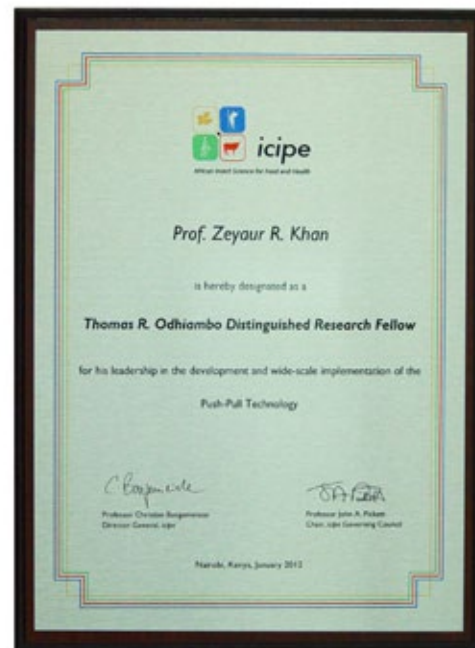 icipe
African Insect Science for Food and Health
Prof. Zeyaur R. Khan
is hereby designated as a
Thomas R. Odhiambo Distinguished Research Fellow
for his leadership in the development and wide-scale implementation of the
Push-Pull Technology
Professor Christian Borgemeister
Director General, icipe
Professor John A. Pickett
Chair, icipe Governing Council
Nairobi, Kenya, January 2012